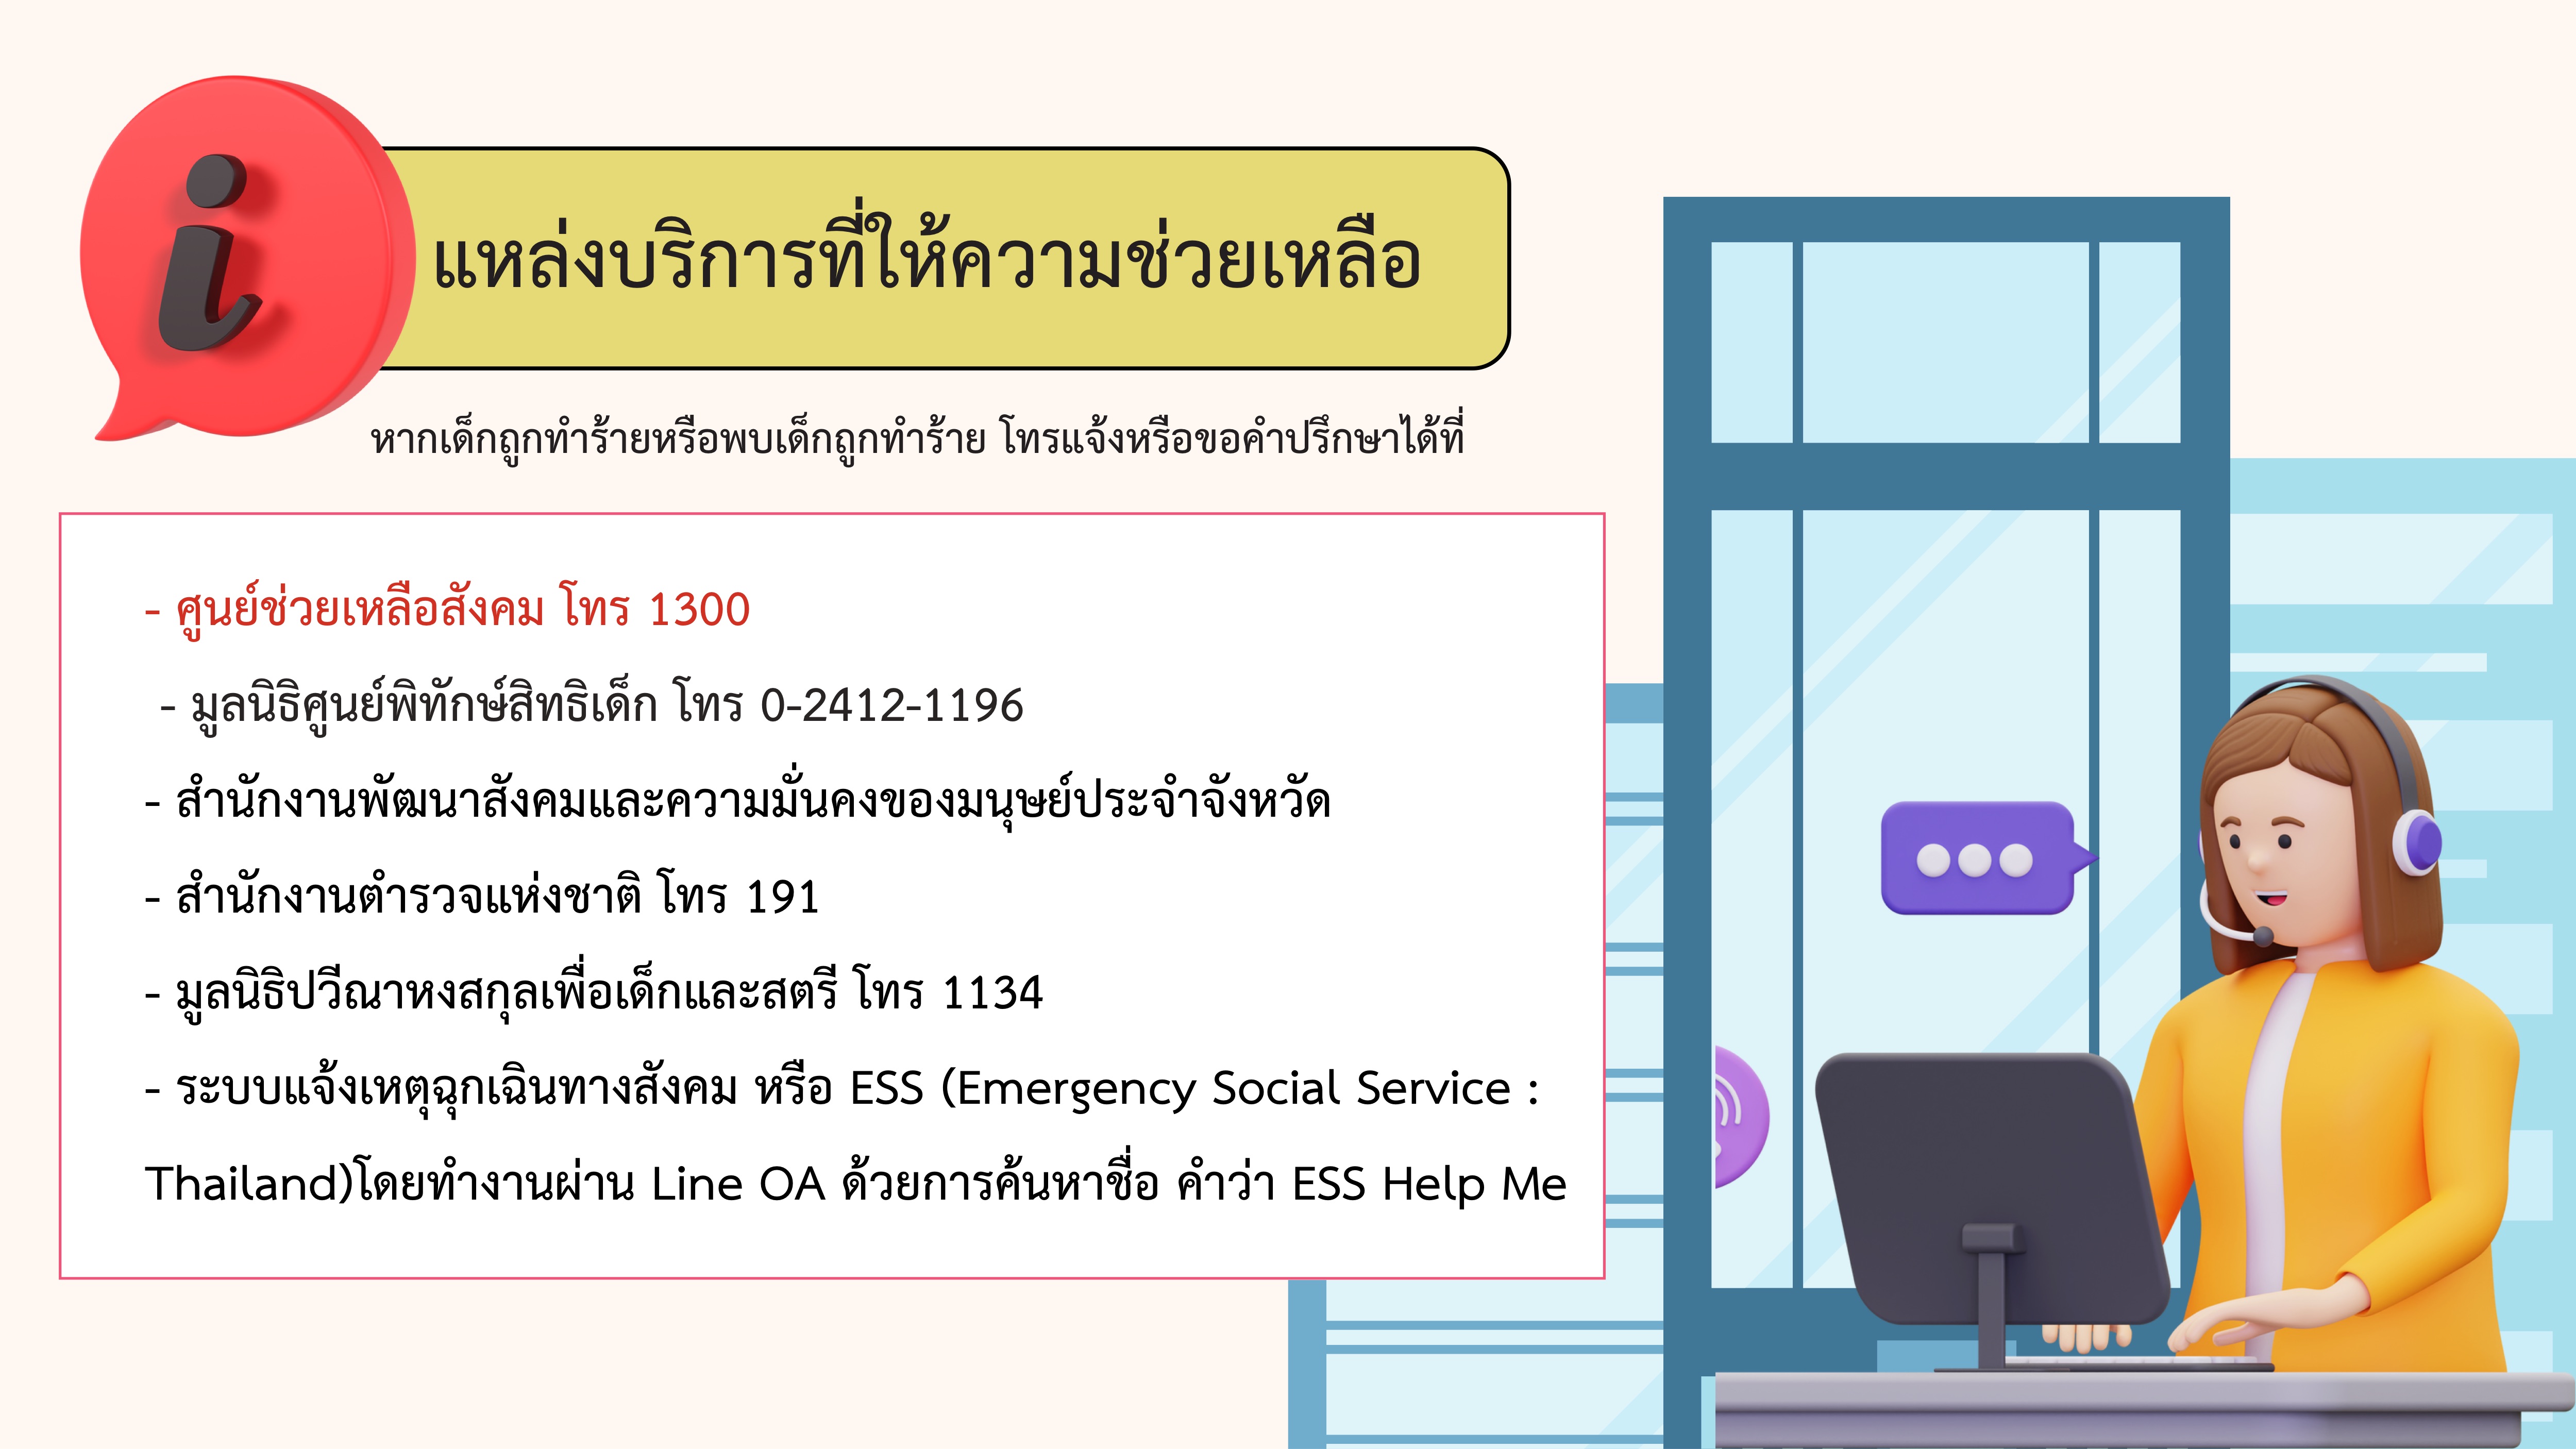 i
แหล่งบริการที่ให้ความช่วยเหลือ
หากเด็กถูกทำร้ายหรือพบเด็กถูกทำร้าย โทรแจ้งหรือขอคำปรึกษาได้ที่
- ศูนย์ช่วยเหลือสังคม โทร 1300
- มูลนิธิศูนย์พิทักษ์สิทธิเด็ก โทร 0-2412-1196
- สำนักงานพัฒนาสังคมและความมั่นคงของมนุษย์ประจำจังหวัด
- สำนักงานตำรวจแห่งชาติ โทร 191
- มูลนิธิปวีณาหงสกุลเพื่อเด็กและสตรี โทร 1134
- ระบบแจ้งเหตุฉุกเฉินทางสังคม หรือ ESS (Emergency Social Service :
Thailand)โดยทำงานผ่าน Line OA ด้วยการค้นหาชื่อ คำว่า ESS Help Me